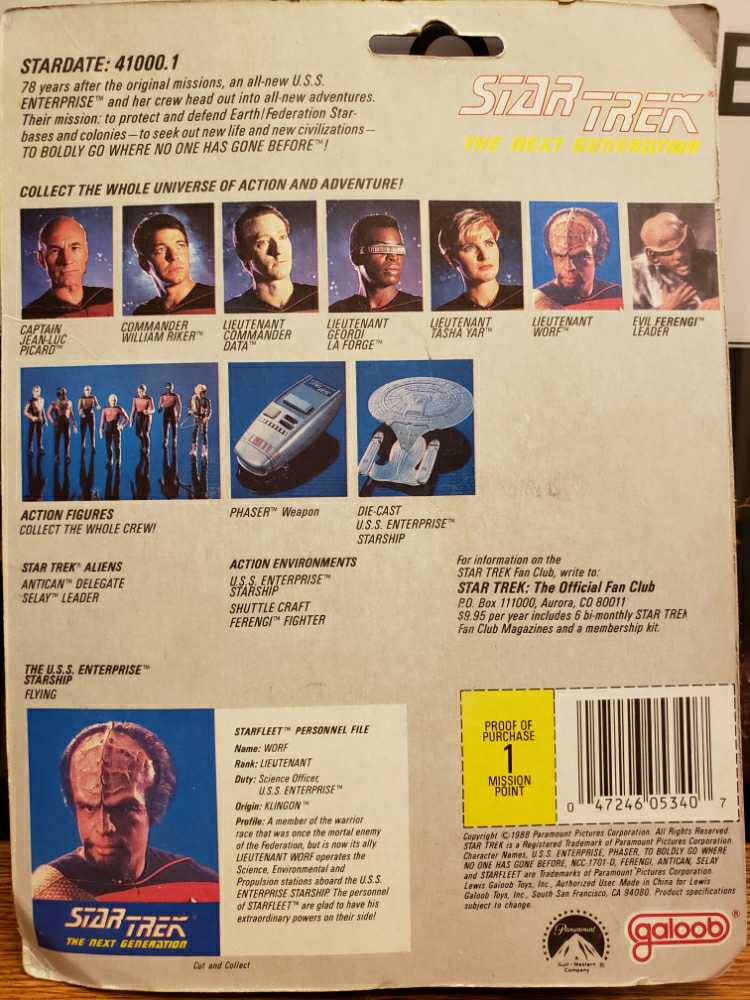 STARDATE: 41000.1
78 years after the original missions, an all-new U.S.S.
ENTERPRISE™ and her crew head out into all-new adventures.
Their mission: to protect and defend Earth/Federation Star-
bases and colonies—to seek out new life and new civilizations—
TO BOLDLY GO WHERE NO ONE HAS GONE BEFORE™!
STAR TREK®
THE NEXT GENERATION
E
COLLECT THE WHOLE UNIVERSE OF ACTION AND ADVENTURE!
CAPTAIN
JEAN-LUC
PICARD™
COMMANDER
WILLIAM RIKER™
LIEUTENANT
COMMANDER
DATA™
LIEUTENANT
GEORDI
LA FORGE™
LIEUTENANT
TASHA YAR™
LIEUTENANT
WORF™
EVIL FERENGI™
LEADER
ACTION FIGURES
COLLECT THE WHOLE CREW!
PHASER™ Weapon
DIE-CAST
U.S.S. ENTERPRISE™
STARSHIP
STAR TREK® ALIENS
ANTICAN™ DELEGATE
SELAY™ LEADER
ACTION ENVIRONMENTS
U.S.S. ENTERPRISE™
STARSHIP
SHUTTLE CRAFT
FERENGI™ FIGHTER
For information on the
STAR TREK Fan Club, write to:
STAR TREK: The Official Fan Club
P.O. Box 111000, Aurora, CO 80011
$9.95 per year includes 6 bi-monthly STAR TREK
Fan Club Magazines and a membership kit.
THE U.S.S. ENTERPRISE™
STARSHIP
FLYING
STARFLEET™ PERSONNEL FILE
Name: WORF
Rank: LIEUTENANT
Duty: Science Officer,
U.S.S. ENTERPRISE™
Origin: KLINGON™
Profile: A member of the warrior
race that was once the mortal enemy
of the Federation, but is now its ally.
LIEUTENANT WORF operates the
Science, Environmental and
Propulsion stations aboard the U.S.S.
ENTERPRISE STARSHIP. The personnel
of STARFLEET™ are glad to have his
extraordinary powers on their side!
STAR TREK
THE NEXT GENERATION
Cut and Collect
PROOF OF
PURCHASE
1
MISSION
POINT
0 47246 05340 7
Copyright © 1988 Paramount Pictures Corporation. All Rights Reserved.
STAR TREK is a Registered Trademark of Paramount Pictures Corporation.
Character Names, U.S.S. ENTERPRISE, PHASER, TO BOLDLY GO WHERE
NO ONE HAS GONE BEFORE, NCC-1701-D, FERENGI, ANTICAN, SELAY
and STARFLEET are Trademarks of Paramount Pictures Corporation.
Lewis Galoob Toys, Inc., Authorized User. Made in China for Lewis
Galoob Toys, Inc., South San Francisco, CA 94080. Product specifications
subject to change.
Paramount
Gulf + Western
Company
galoob®